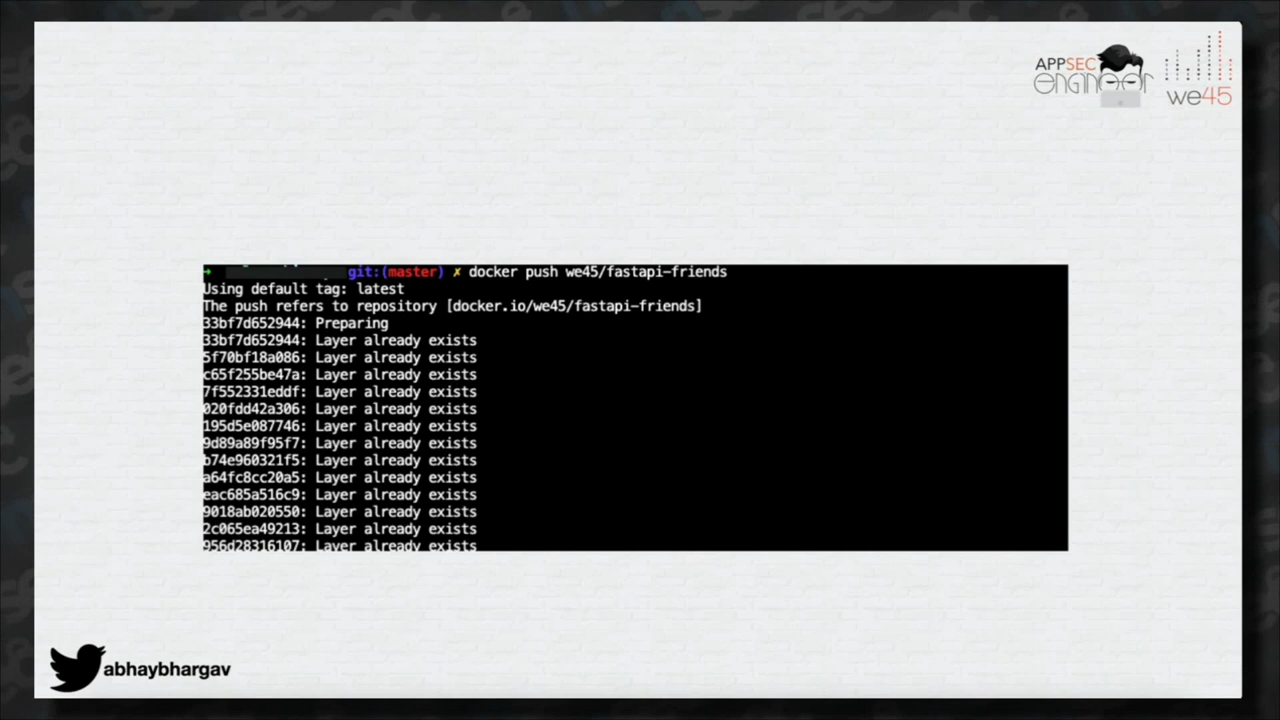 APPSEC
engineer
we45
→ git:(master) ✗ docker push we45/fastapi-friends
Using default tag: latest
The push refers to repository [docker.io/we45/fastapi-friends]
33bf7d652944: Preparing
33bf7d652944: Layer already exists
5f70bf18a086: Layer already exists
c65f255be47a: Layer already exists
7f552331eddf: Layer already exists
020fdd42a306: Layer already exists
195d5e087746: Layer already exists
9d89a89f95f7: Layer already exists
b74e960321f5: Layer already exists
a64fc8cc20a5: Layer already exists
eac685a516c9: Layer already exists
9018ab020550: Layer already exists
2c065ea49213: Layer already exists
956d28316107: Layer already exists
abhaybhargav